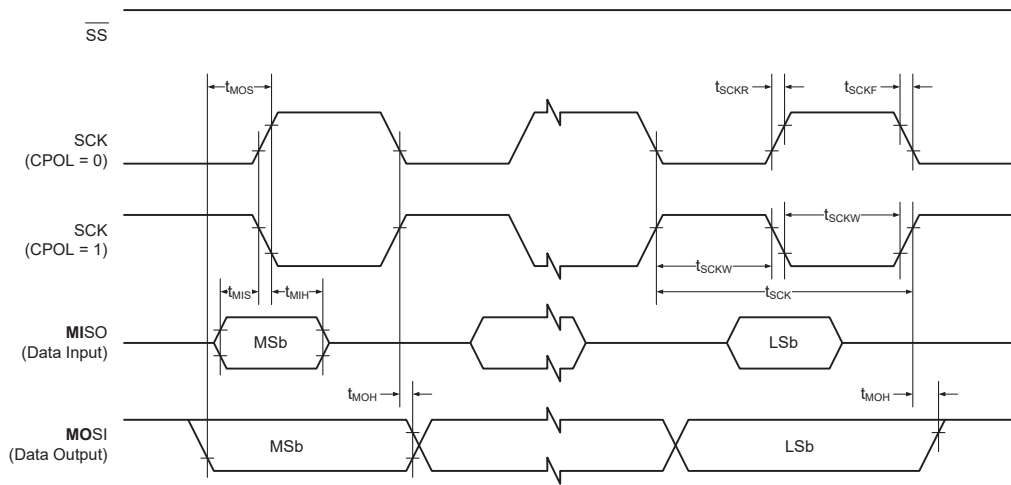 SS
tMOS
tSCKR
tSCKF
SCK
(CPOL = 0)
SCK
(CPOL = 1)
tSCKW
tSCKW
tSCK
tMIS
tMIH
MISO
(Data Input)
MSb
LSb
tMOH
tMOH
MOSI
(Data Output)
MSb
LSb